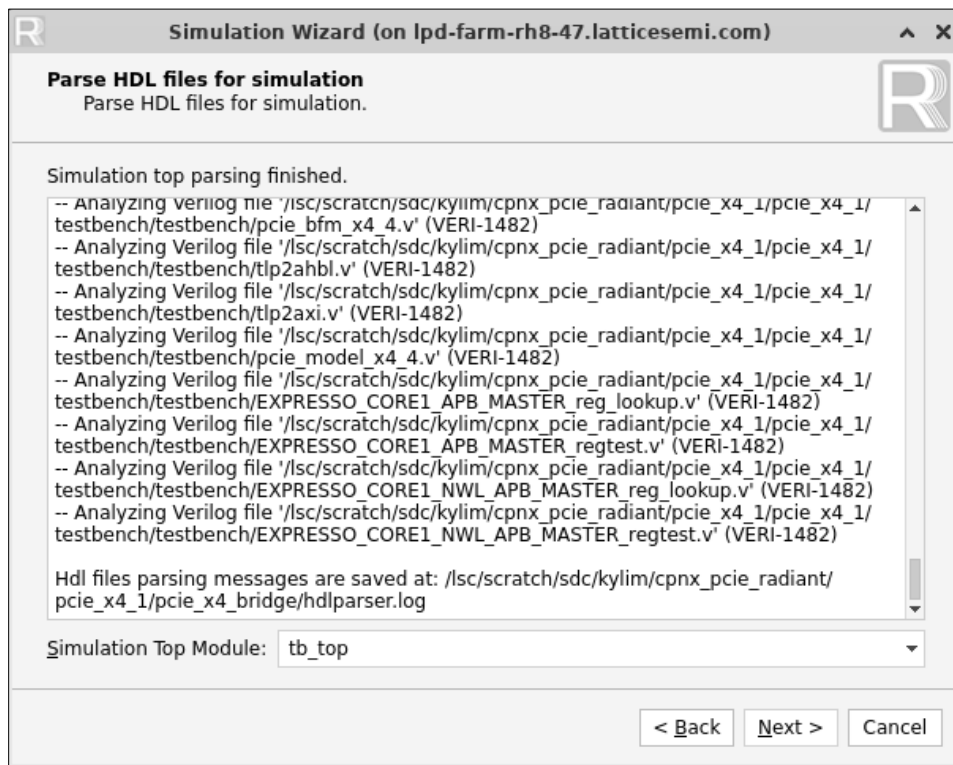 Simulation Wizard (on lpd-farm-rh8-47.latticesemi.com)
Parse HDL files for simulation
Parse HDL files for simulation.
Simulation top parsing finished.
-- Analyzing Verilog file '/lsc/scratch/sdc/kylim/cpnx_pcie_radiant/pcie_x4_1/pcie_x4_1/
testbench/testbench/pcie_bfm_x4_4.v' (VERI-1482)
-- Analyzing Verilog file '/lsc/scratch/sdc/kylim/cpnx_pcie_radiant/pcie_x4_1/pcie_x4_1/
testbench/testbench/tlp2ahbl.v' (VERI-1482)
-- Analyzing Verilog file '/lsc/scratch/sdc/kylim/cpnx_pcie_radiant/pcie_x4_1/pcie_x4_1/
testbench/testbench/tlp2axi.v' (VERI-1482)
-- Analyzing Verilog file '/lsc/scratch/sdc/kylim/cpnx_pcie_radiant/pcie_x4_1/pcie_x4_1/
testbench/testbench/pcie_model_x4_4.v' (VERI-1482)
-- Analyzing Verilog file '/lsc/scratch/sdc/kylim/cpnx_pcie_radiant/pcie_x4_1/pcie_x4_1/
testbench/testbench/EXPRESSO_CORE1_APB_MASTER_reg_lookup.v' (VERI-1482)
-- Analyzing Verilog file '/lsc/scratch/sdc/kylim/cpnx_pcie_radiant/pcie_x4_1/pcie_x4_1/
testbench/testbench/EXPRESSO_CORE1_APB_MASTER_regtest.v' (VERI-1482)
-- Analyzing Verilog file '/lsc/scratch/sdc/kylim/cpnx_pcie_radiant/pcie_x4_1/pcie_x4_1/
testbench/testbench/EXPRESSO_CORE1_NWL_APB_MASTER_reg_lookup.v' (VERI-1482)
-- Analyzing Verilog file '/lsc/scratch/sdc/kylim/cpnx_pcie_radiant/pcie_x4_1/pcie_x4_1/
testbench/testbench/EXPRESSO_CORE1_NWL_APB_MASTER_regtest.v' (VERI-1482)
Hdl files parsing messages are saved at: /lsc/scratch/sdc/kylim/cpnx_pcie_radiant/
pcie_x4_1/pcie_x4_bridge/hdlparser.log
Simulation Top Module: tb_top
< Back Next > Cancel